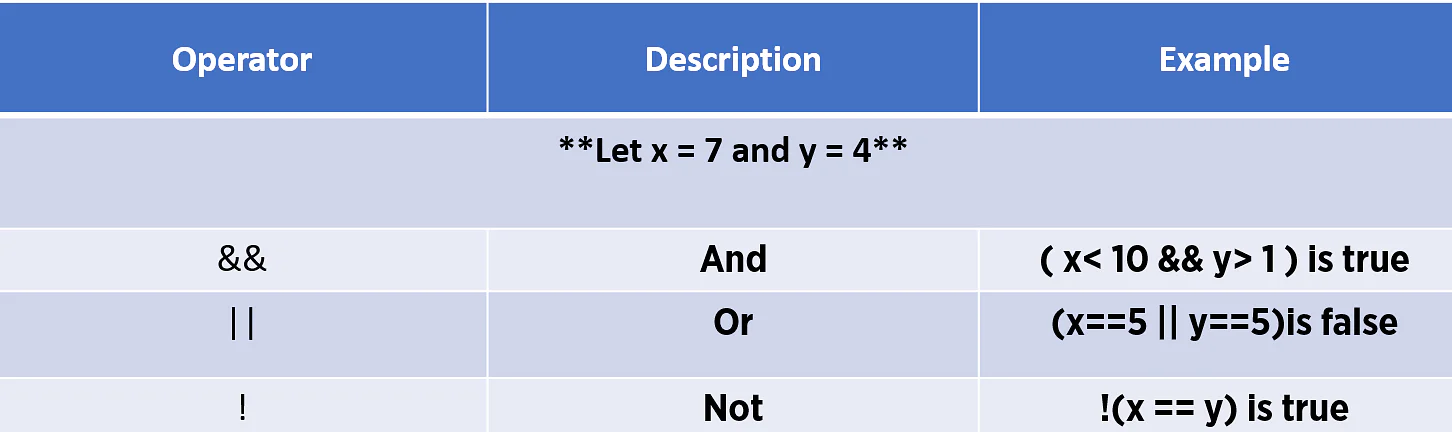 Operator Description Example
**Let x = 7 and y = 4**
&& And ( x< 10 && y> 1 ) is true
|| Or (x==5 || y==5)is false
! Not !(x == y) is true